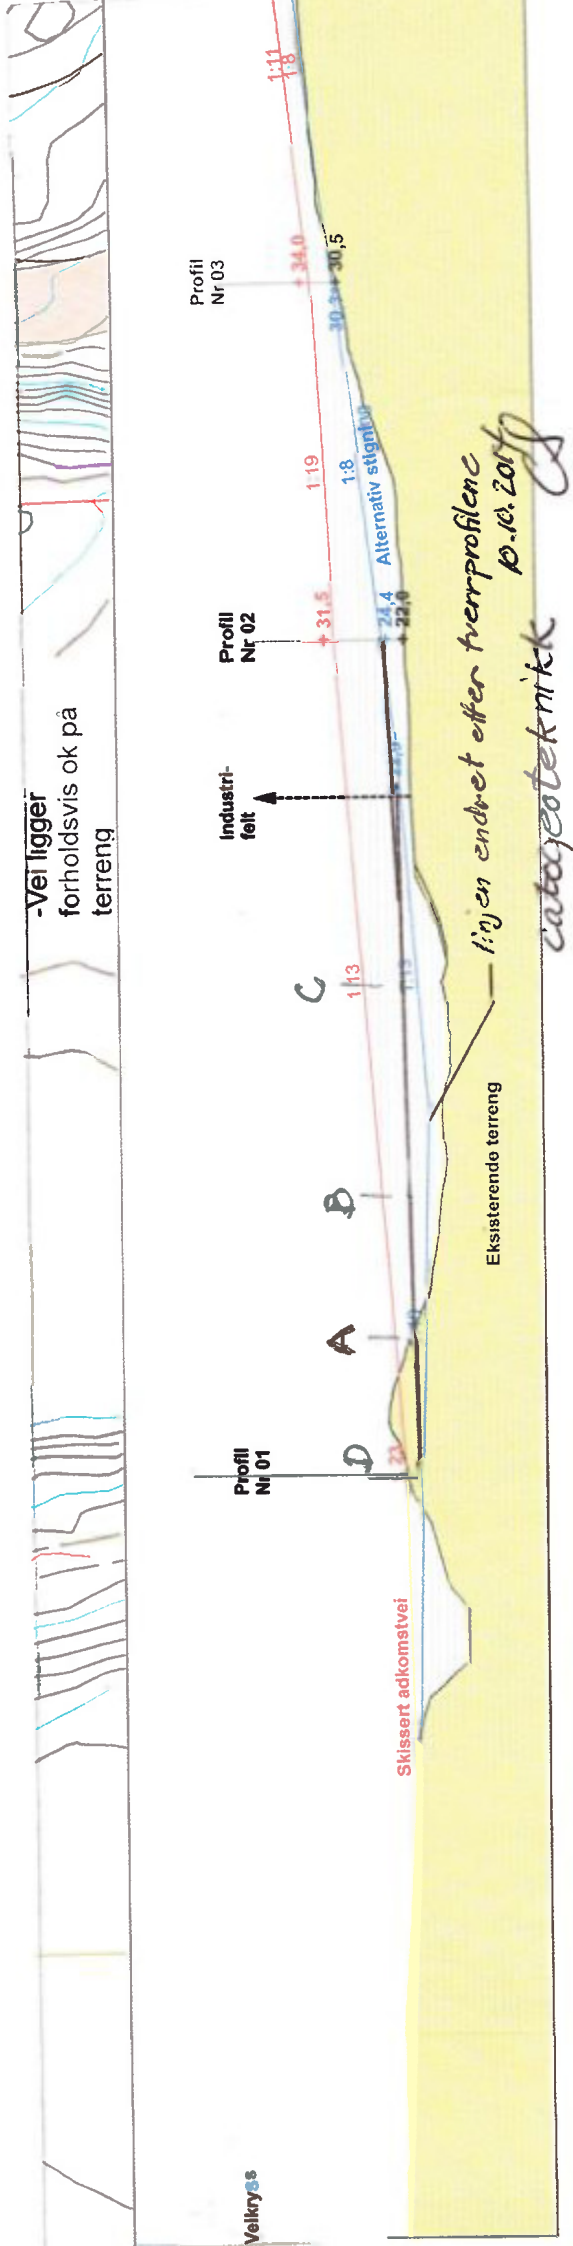 -Vei ligger
forholdsvis ok på
terreng
Veikryss
Profil
Nr 01
Industri-
felt
Profil
Nr 02
Profil
Nr 03
D
A
B
C
Skissert adkomstvei
23
1:13
+ 31,5
1:19
+ 34,0
1:11
1:8
1:13
24,4
+ 22,0
Alternativ stigning
1:8
30,5
Eksisterende terreng
linjen endret etter tverrprofilene
10.10.2017